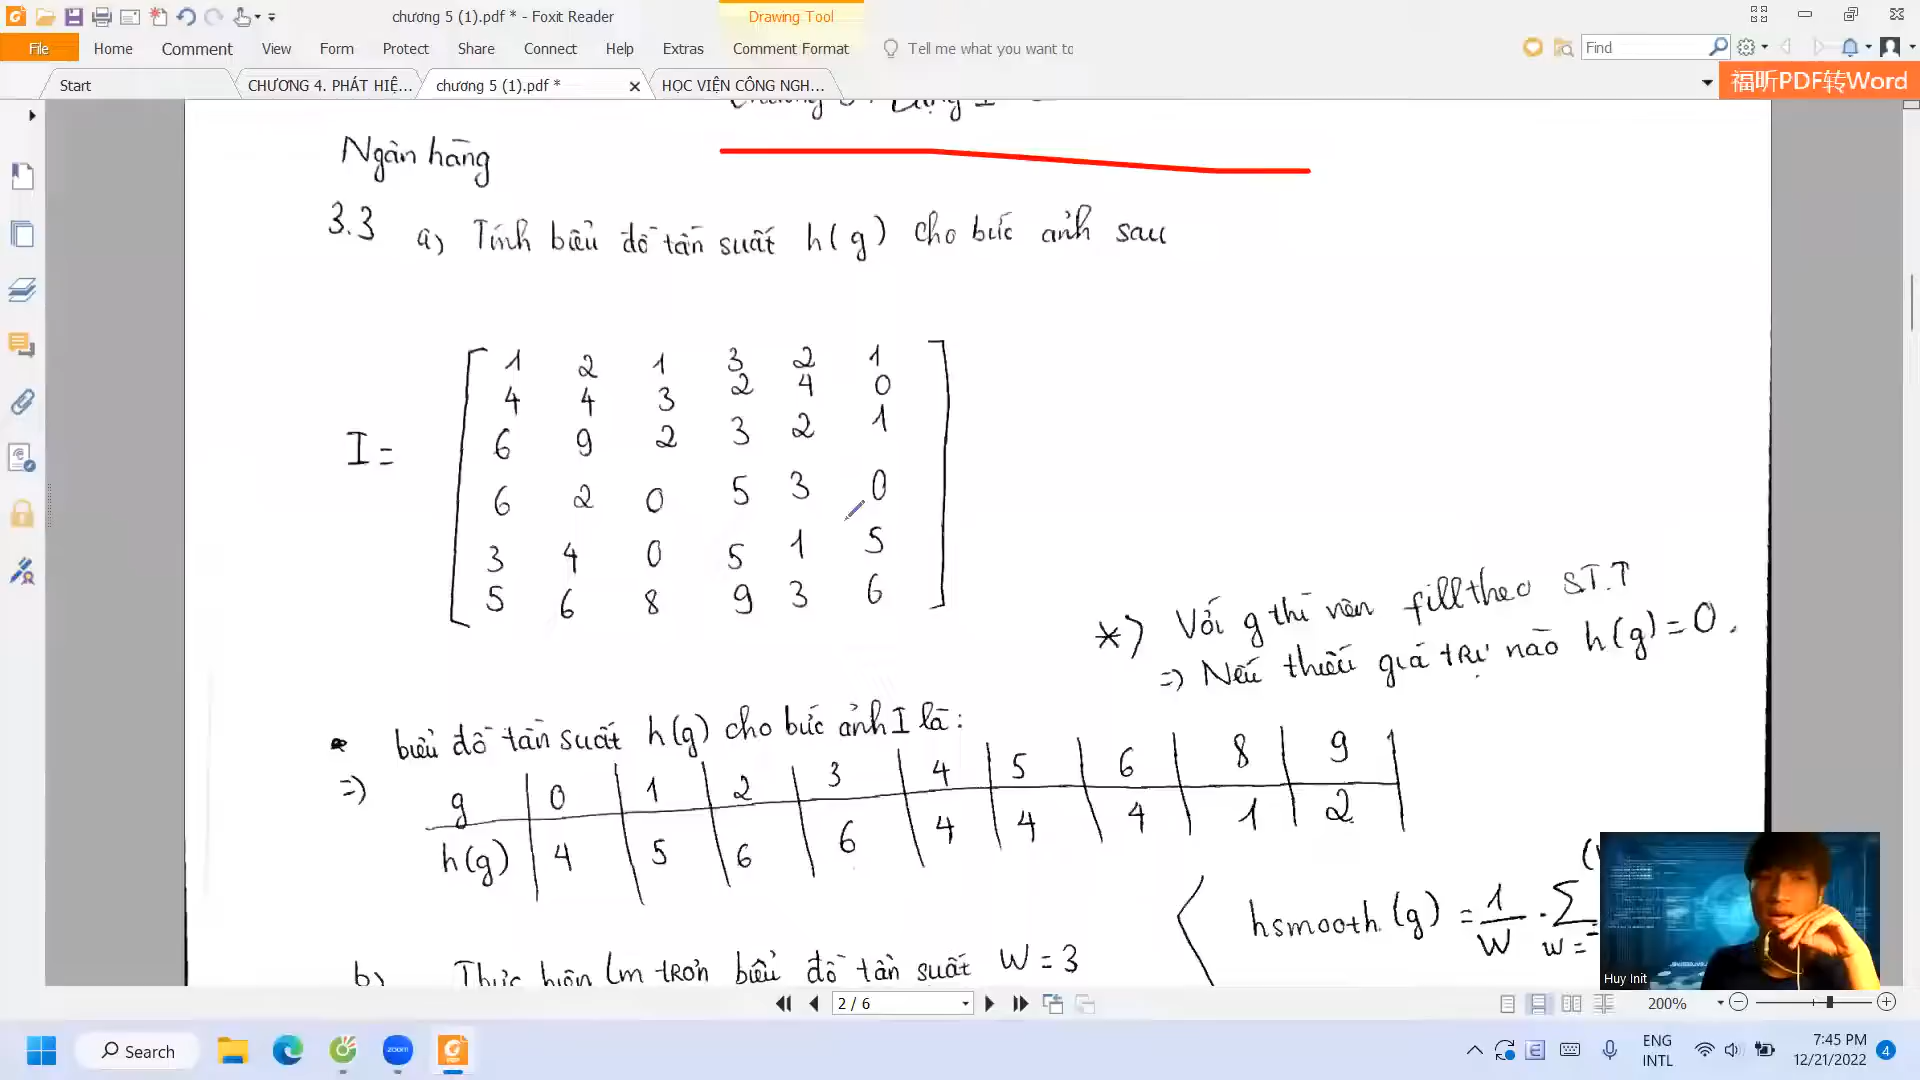 chương 5 (1).pdf * - Foxit Reader
Drawing Tool
File Home Comment View Form Protect Share Connect Help Extras Comment Format Tell me what you want to Find
Start CHƯƠNG 4. PHÁT HIỆ... chương 5 (1).pdf * HỌC VIỆN CÔNG NGH...
福昕PDF转Word
Ngân hàng
3.3 a) Tính biểu đồ tần suất h(g) cho bức ảnh sau
1 2 1 3 2 1
4 4 3 2 4 0
6 9 2 3 2 1
I =
6 2 0 5 3 0
3 4 0 5 1 5
5 6 8 9 3 6
*) Với g thì nên fill theo S.T.T
=> Nếu thiếu giá trị nào h(g)=0.
biểu đồ tần suất h(g) cho bức ảnh I là:
=> g 0 1 2 3 4 5 6 8 9
h(g) 4 5 6 6 4 4 4 1 2
hsmooth(g) = 1/W . Σ
w =
b) Thực hiện làm trơn biểu đồ tần suất W = 3
Huy Init
2 / 6
200%
Search
zoom
ENG
INTL
7:45 PM
12/21/2022
4